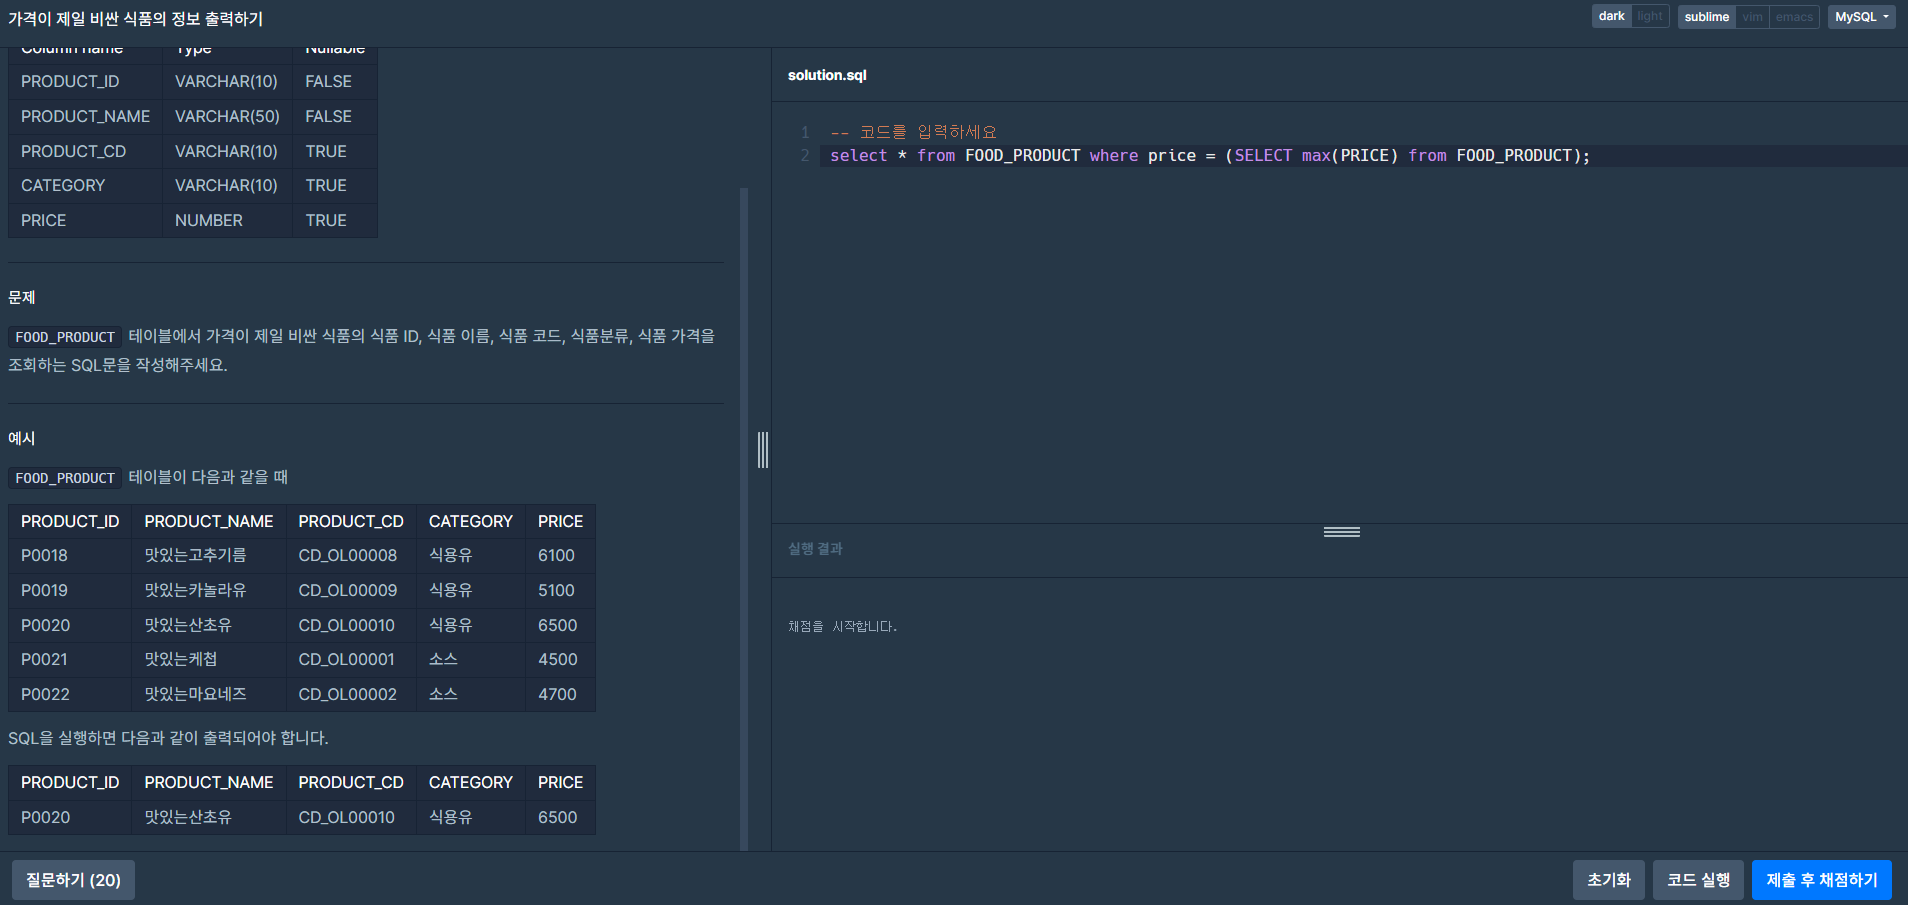 가격이 제일 비싼 식품의 정보 출력하기
dark light sublime vim emacs MySQL
Column name Type Nullable
PRODUCT_ID VARCHAR(10) FALSE
PRODUCT_NAME VARCHAR(50) FALSE
PRODUCT_CD VARCHAR(10) TRUE
CATEGORY VARCHAR(10) TRUE
PRICE NUMBER TRUE
문제
FOOD_PRODUCT 테이블에서 가격이 제일 비싼 식품의 식품 ID, 식품 이름, 식품 코드, 식품분류, 식품 가격을
조회하는 SQL문을 작성해주세요.
예시
FOOD_PRODUCT 테이블이 다음과 같을 때
PRODUCT_ID PRODUCT_NAME PRODUCT_CD CATEGORY PRICE
P0018 맛있는고추기름 CD_OL00008 식용유 6100
P0019 맛있는카놀라유 CD_OL00009 식용유 5100
P0020 맛있는산초유 CD_OL00010 식용유 6500
P0021 맛있는케첩 CD_OL00001 소스 4500
P0022 맛있는마요네즈 CD_OL00002 소스 4700
SQL을 실행하면 다음과 같이 출력되어야 합니다.
PRODUCT_ID PRODUCT_NAME PRODUCT_CD CATEGORY PRICE
P0020 맛있는산초유 CD_OL00010 식용유 6500
solution.sql
1 -- 코드를 입력하세요
2 select * from FOOD_PRODUCT where price = (SELECT max(PRICE) from FOOD_PRODUCT);
실행 결과
채점을 시작합니다.
질문하기 (20)
초기화 코드 실행 제출 후 채점하기